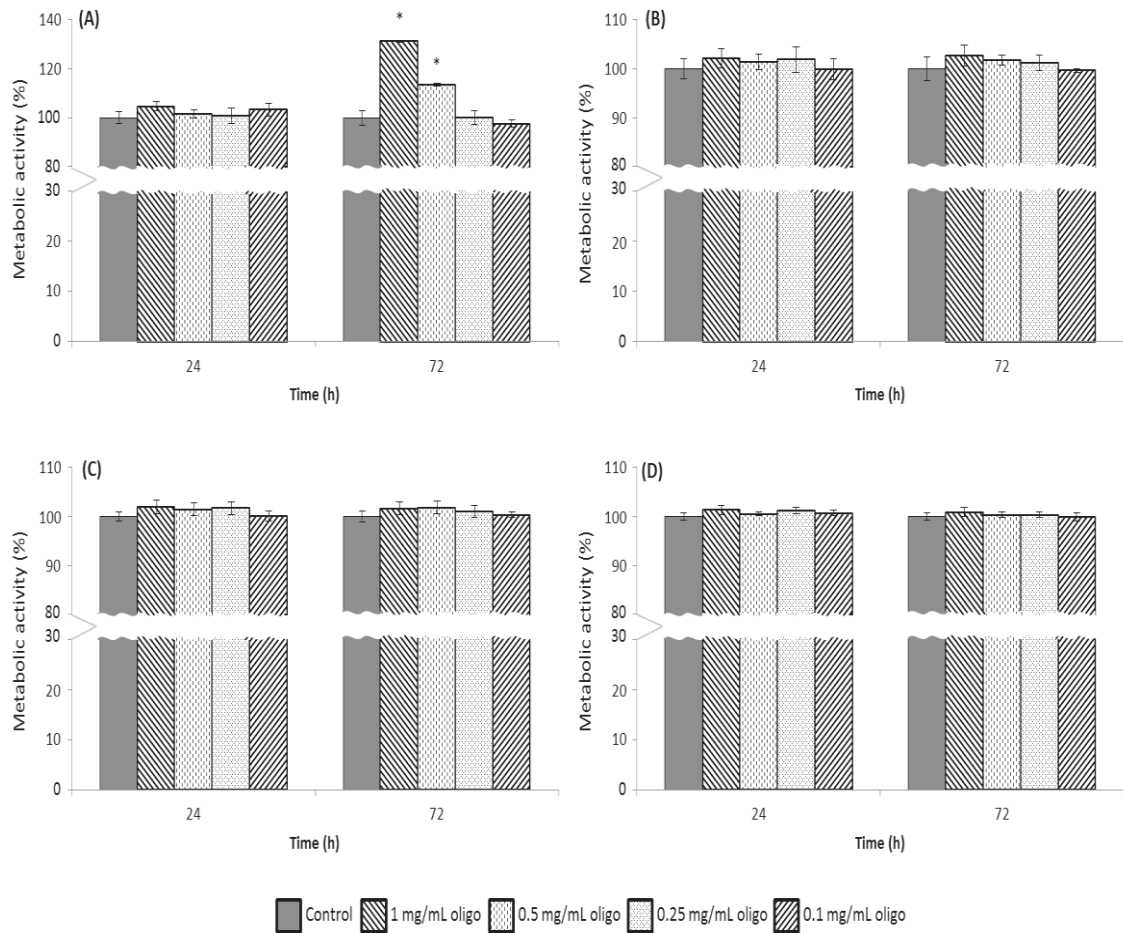 (A)
* *
Metabolic activity (%)
140
120
100
80
30
20
10
0
24 72
Time (h)
(B)
Metabolic activity (%)
110
100
90
80
30
20
10
0
24 72
Time (h)
(C)
Metabolic activity (%)
110
100
90
80
30
20
10
0
24 72
Time (h)
(D)
Metabolic activity (%)
110
100
90
80
30
20
10
0
24 72
Time (h)
Control 1 mg/mL oligo 0.5 mg/mL oligo 0.25 mg/mL oligo 0.1 mg/mL oligo